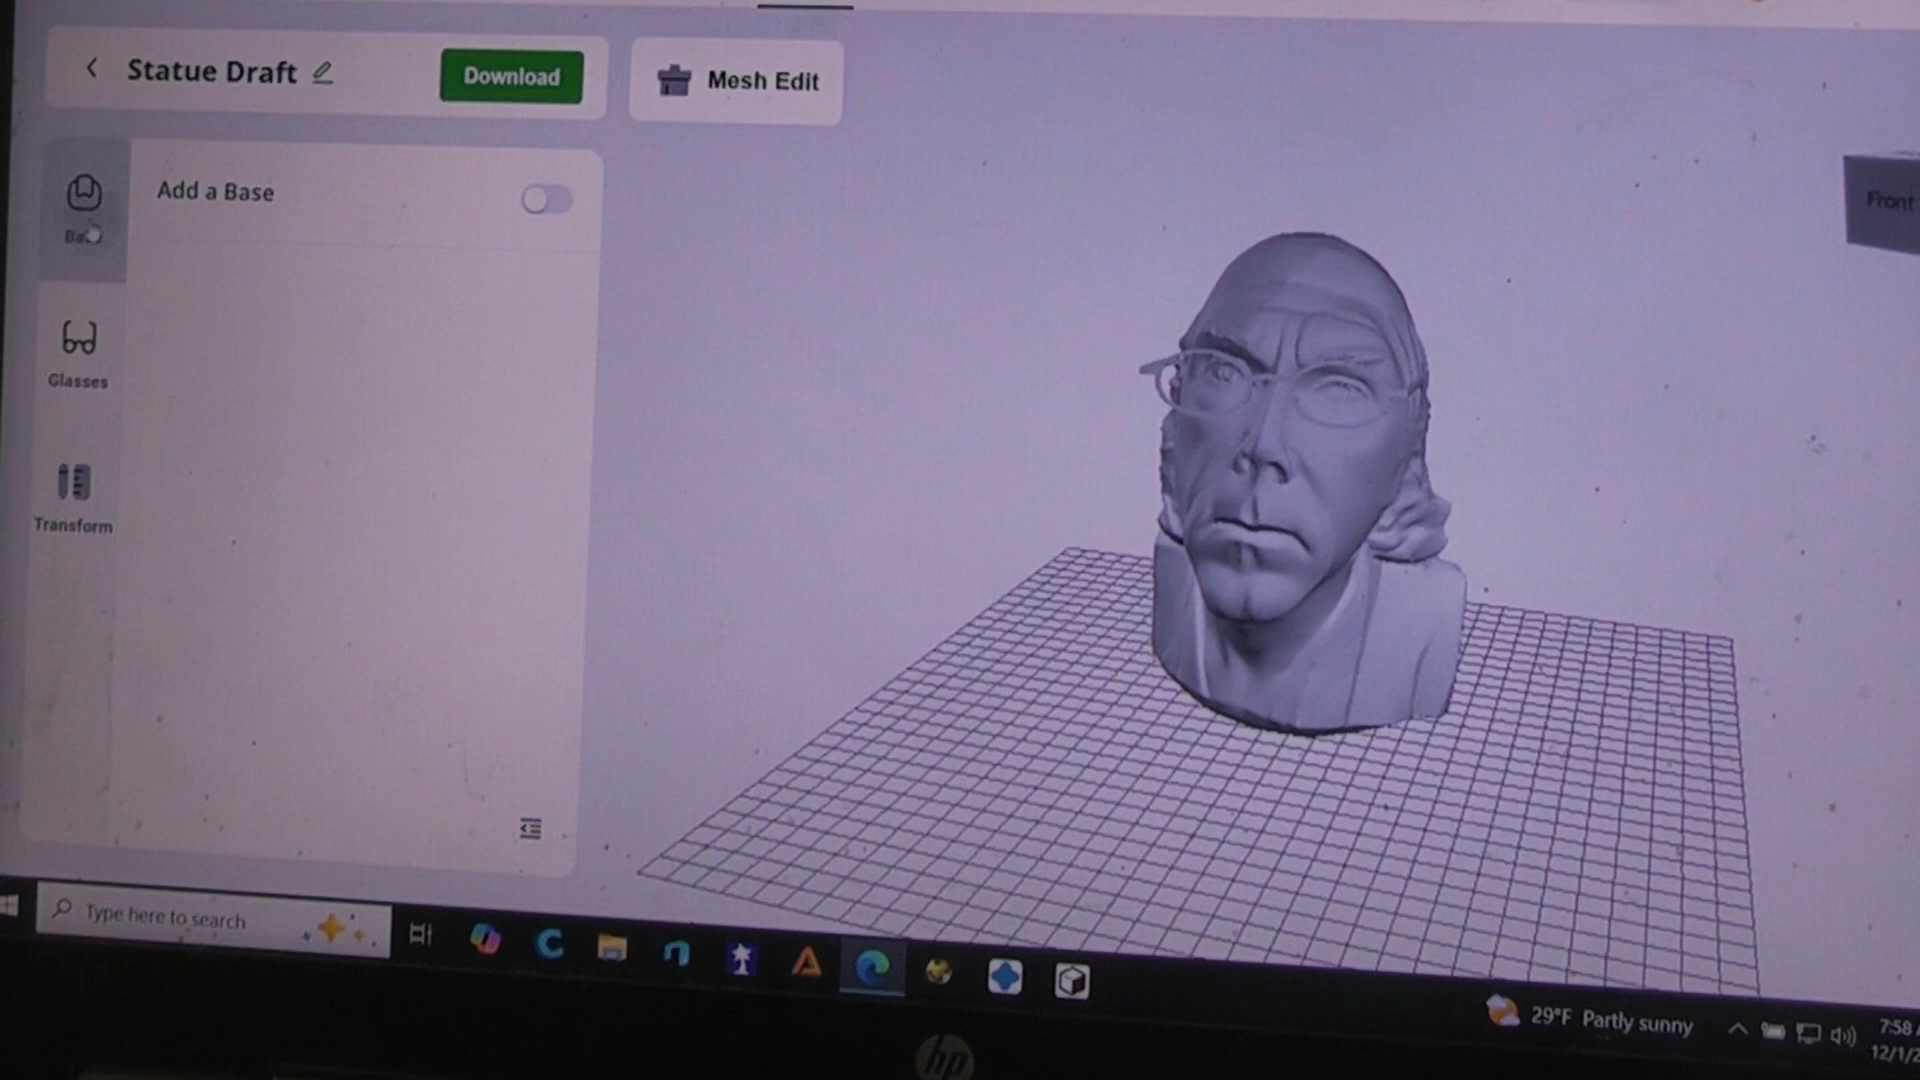 Statue Draft
Download
Mesh Edit
Add a Base
Front
Glasses
Transform
Type here to search
29°F Partly sunny
7:58
hp